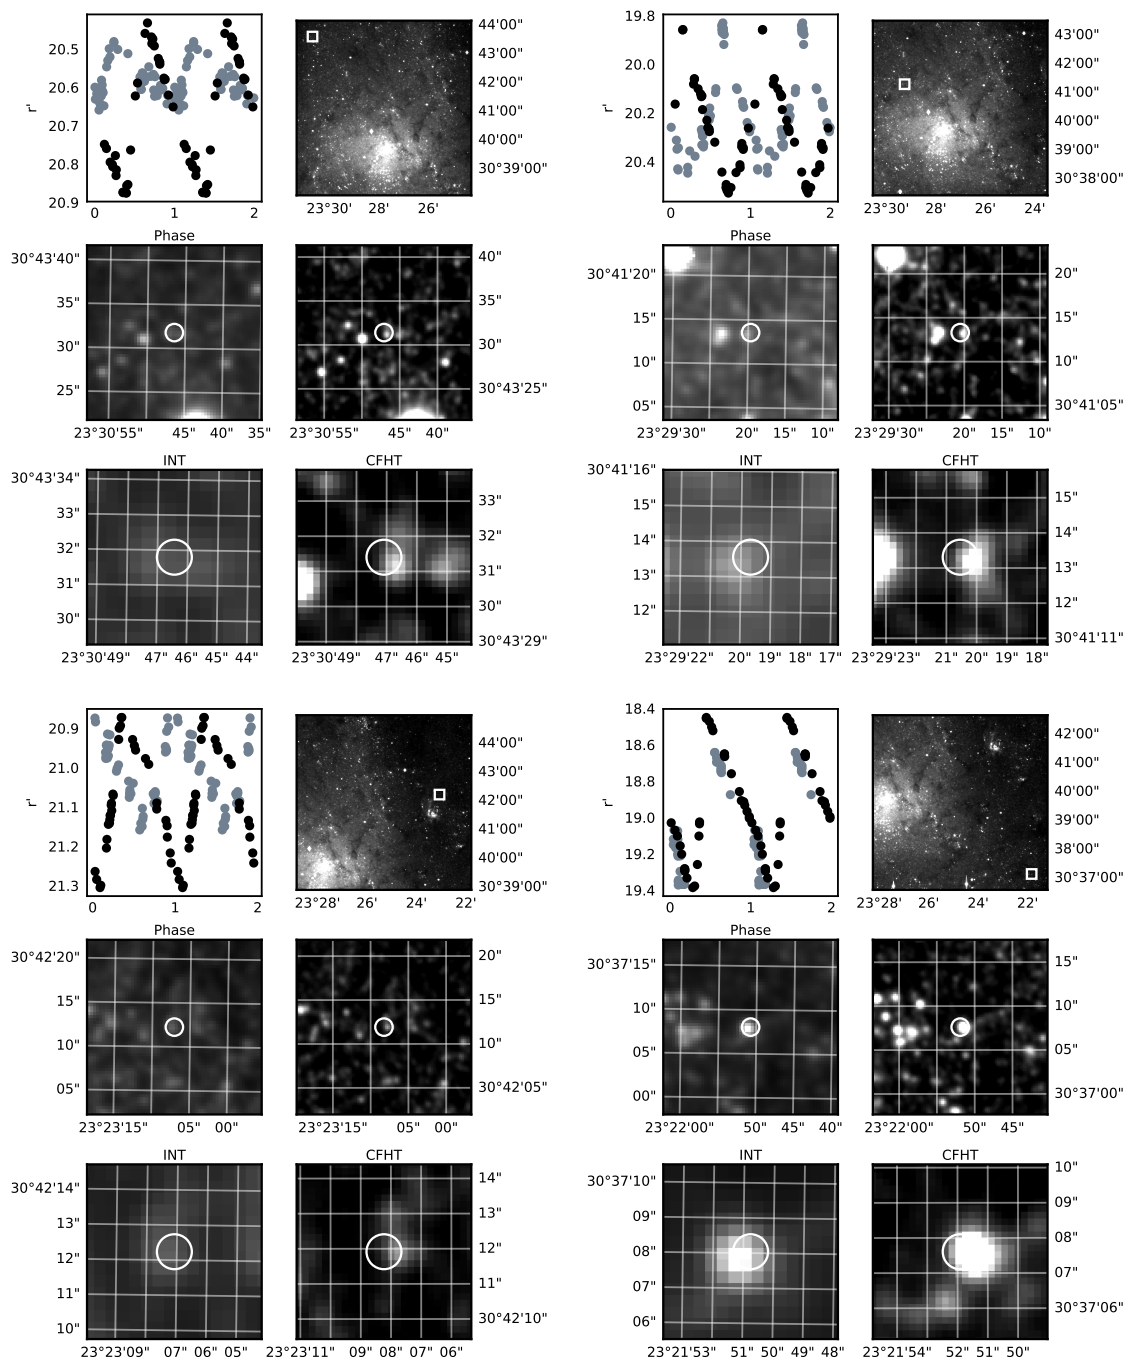 20.5
20.6
20.7
20.8
20.9
r'
0 1 2
Phase
44'00"
43'00"
42'00"
41'00"
40'00"
30°39'00"
23°30' 28' 26'
19.8
20.0
20.2
20.4
r'
0 1 2
Phase
43'00"
42'00"
41'00"
40'00"
39'00"
30°38'00"
23°30' 28' 26' 24'
30°43'40"
35"
30"
25"
23°30'55" 45" 40" 35"
INT
40"
35"
30"
30°43'25"
23°30'55" 45" 40"
CFHT
30°41'20"
15"
10"
05"
23°29'30" 20" 15" 10"
INT
20"
15"
10"
30°41'05"
23°29'30" 20" 15" 10"
CFHT
30°43'34"
33"
32"
31"
30"
23°30'49" 47" 46" 45" 44"
33"
32"
31"
30"
30°43'29"
23°30'49" 47" 46" 45"
30°41'16"
15"
14"
13"
12"
23°29'22" 20" 19" 18" 17"
15"
14"
13"
12"
30°41'11"
23°29'23" 21" 20" 19" 18"
20.9
21.0
21.1
21.2
21.3
r'
0 1 2
Phase
44'00"
43'00"
42'00"
41'00"
40'00"
30°39'00"
23°28' 26' 24' 22'
18.4
18.6
18.8
19.0
19.2
19.4
r'
0 1 2
Phase
42'00"
41'00"
40'00"
39'00"
38'00"
30°37'00"
23°28' 26' 24' 22'
30°42'20"
15"
10"
05"
23°23'15" 05" 00"
INT
20"
15"
10"
30°42'05"
23°23'15" 05" 00"
CFHT
30°37'15"
10"
05"
00"
23°22'00" 50" 45" 40"
INT
15"
10"
05"
30°37'00"
23°22'00" 50" 45"
CFHT
30°42'14"
13"
12"
11"
10"
23°23'09" 07" 06" 05"
14"
13"
12"
11"
30°42'10"
23°23'11" 09" 08" 07" 06"
30°37'10"
09"
08"
07"
06"
23°21'53" 51" 50" 49" 48"
10"
09"
08"
07"
30°37'06"
23°21'54" 52" 51" 50"